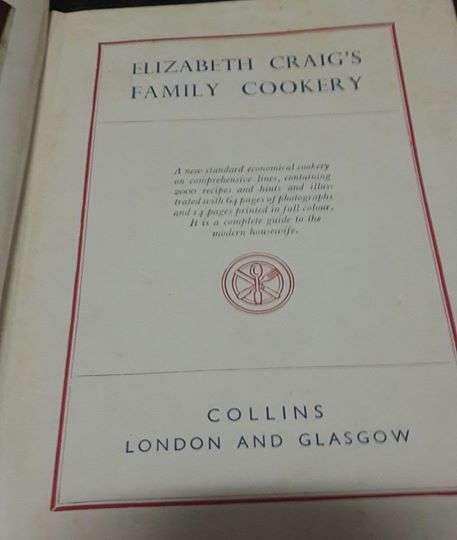 ELIZABETH CRAIG'S
FAMILY COOKERY
A new standard economical cookery
on comprehensive lines, containing
2000 recipes and hints and illus-
trated with 64 pages of photographs
and 24 pages printed in full colour.
It is a complete guide to the
modern housewife.
COLLINS
LONDON AND GLASGOW